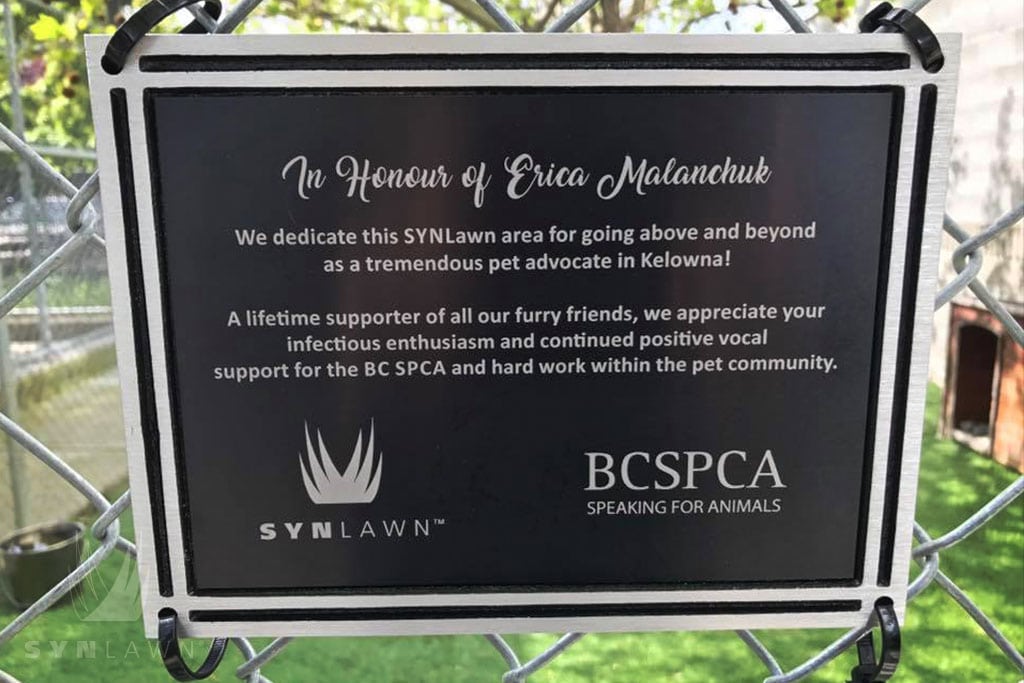 In Honour of Erica Malanchuk
We dedicate this SYNLawn area for going above and beyond
as a tremendous pet advocate in Kelowna!
A lifetime supporter of all our furry friends, we appreciate your
infectious enthusiasm and continued positive vocal
support for the BC SPCA and hard work within the pet community.
SYNLAWN™
BCSPCA
SPEAKING FOR ANIMALS
SYNLAWN